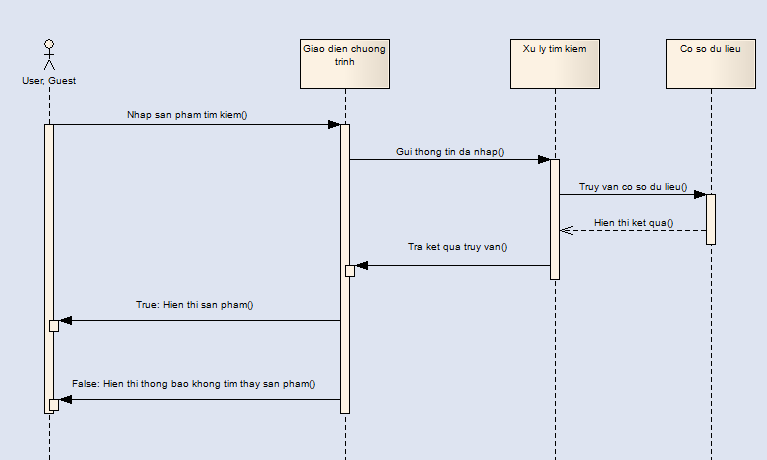 Giao dien chuong
trinh
Xu ly tim kiem
Co so du lieu
User, Guest
Nhap san pham tim kiem()
Gui thong tin da nhap()
Truy van co so du lieu()
Hien thi ket qua()
Tra ket qua truy van()
True: Hien thi san pham()
False: Hien thi thong bao khong tim thay san pham()